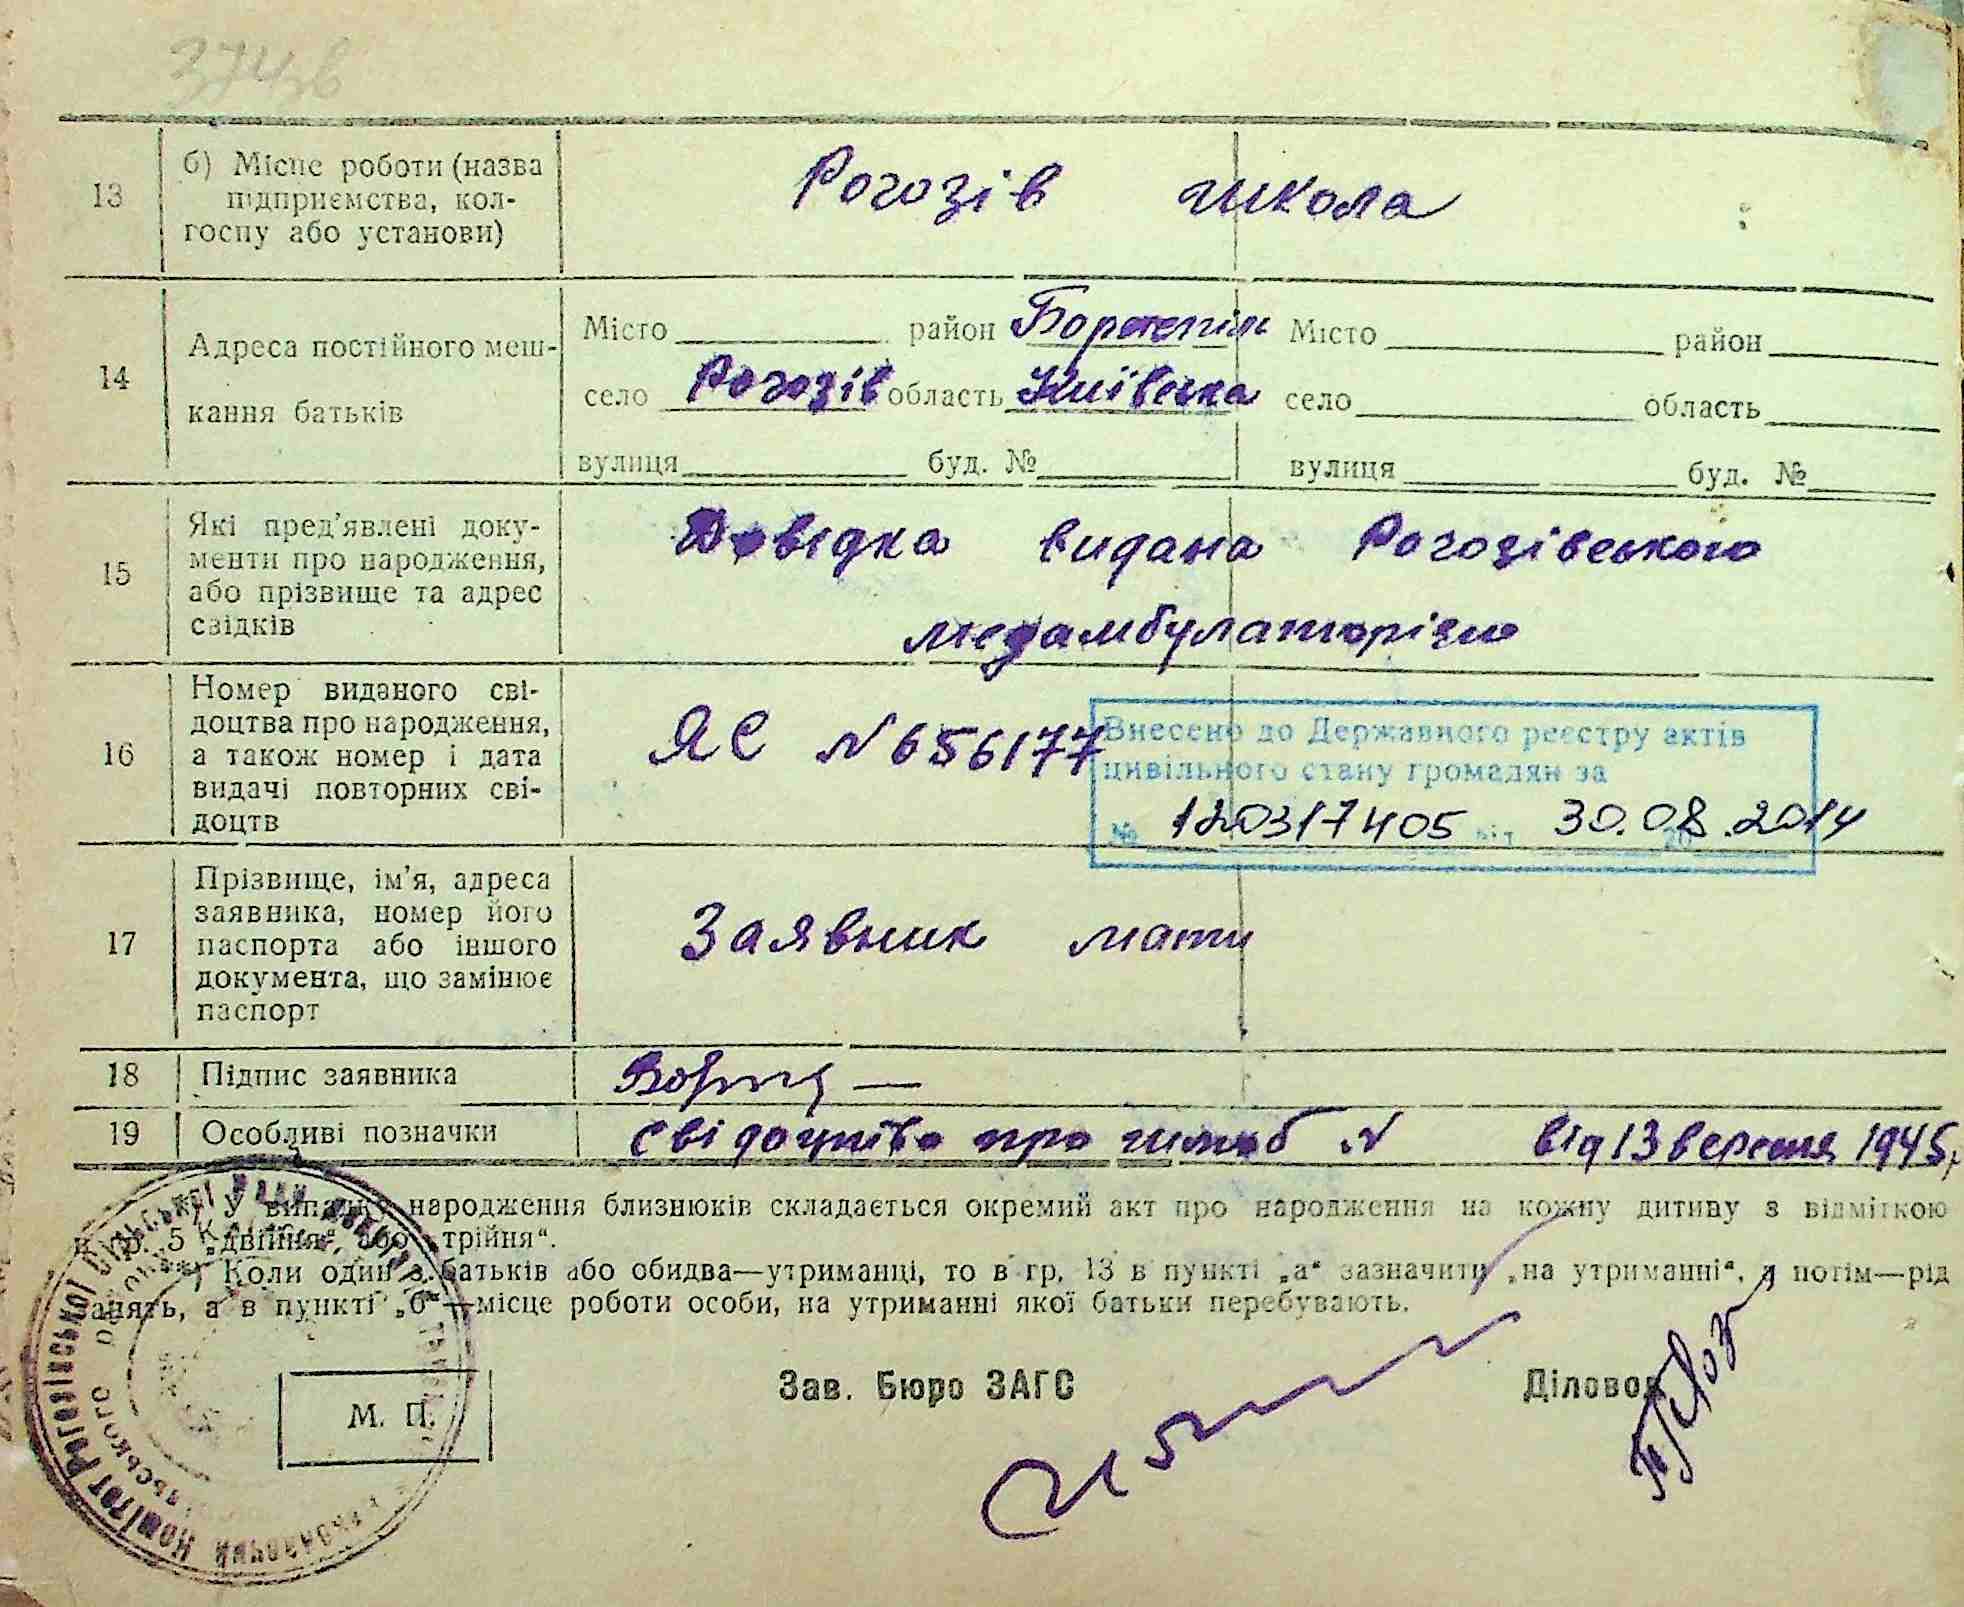 374зв
13 б) Місце роботи (назва
підприємства, кол-
госпу або установи)
Рогозів школа
14 Адреса постійного меш-
кання батьків
Місто район Бориспіль Місто район
село Рогозів область Київська село область
вулиця буд. № вулиця буд. №
15 Які пред'явлені доку-
менти про народження,
або прізвище та адрес
свідків
Довідка видана Рогозівського
медамбулаторією
16 Номер виданого сві-
доцтва про народження,
а також номер і дата
видачі повторних сві-
доцтв
ЯС № 656177
Внесено до Державного реєстру актів
цивільного стану громадян за
№ 120317405 від 30.08.2014
17 Прізвище, ім'я, адреса
заявника, номер його
паспорта або іншого
документа, що замінює
паспорт
Заявник мати
18 Підпис заявника
19 Особливі позначки Свідоцтво про шлюб № від 13 вересня 1945р
У випадку народження близнюків складається окремий акт про народження на кожну дитину з відміткою
в гр. 5 „двійня“, або „трійня“.
Коли один з батьків або обидва—утриманці, то в гр. 13 в пункті „а“ зазначити „на утриманні“, а потім—рід
занять, а в пункті „б“—місце роботи особи, на утриманні якої батьки перебувають.
М. П.
Зав. Бюро ЗАГС
Діловод
Виконавчий Комітет Рогозівської Сільської Ради